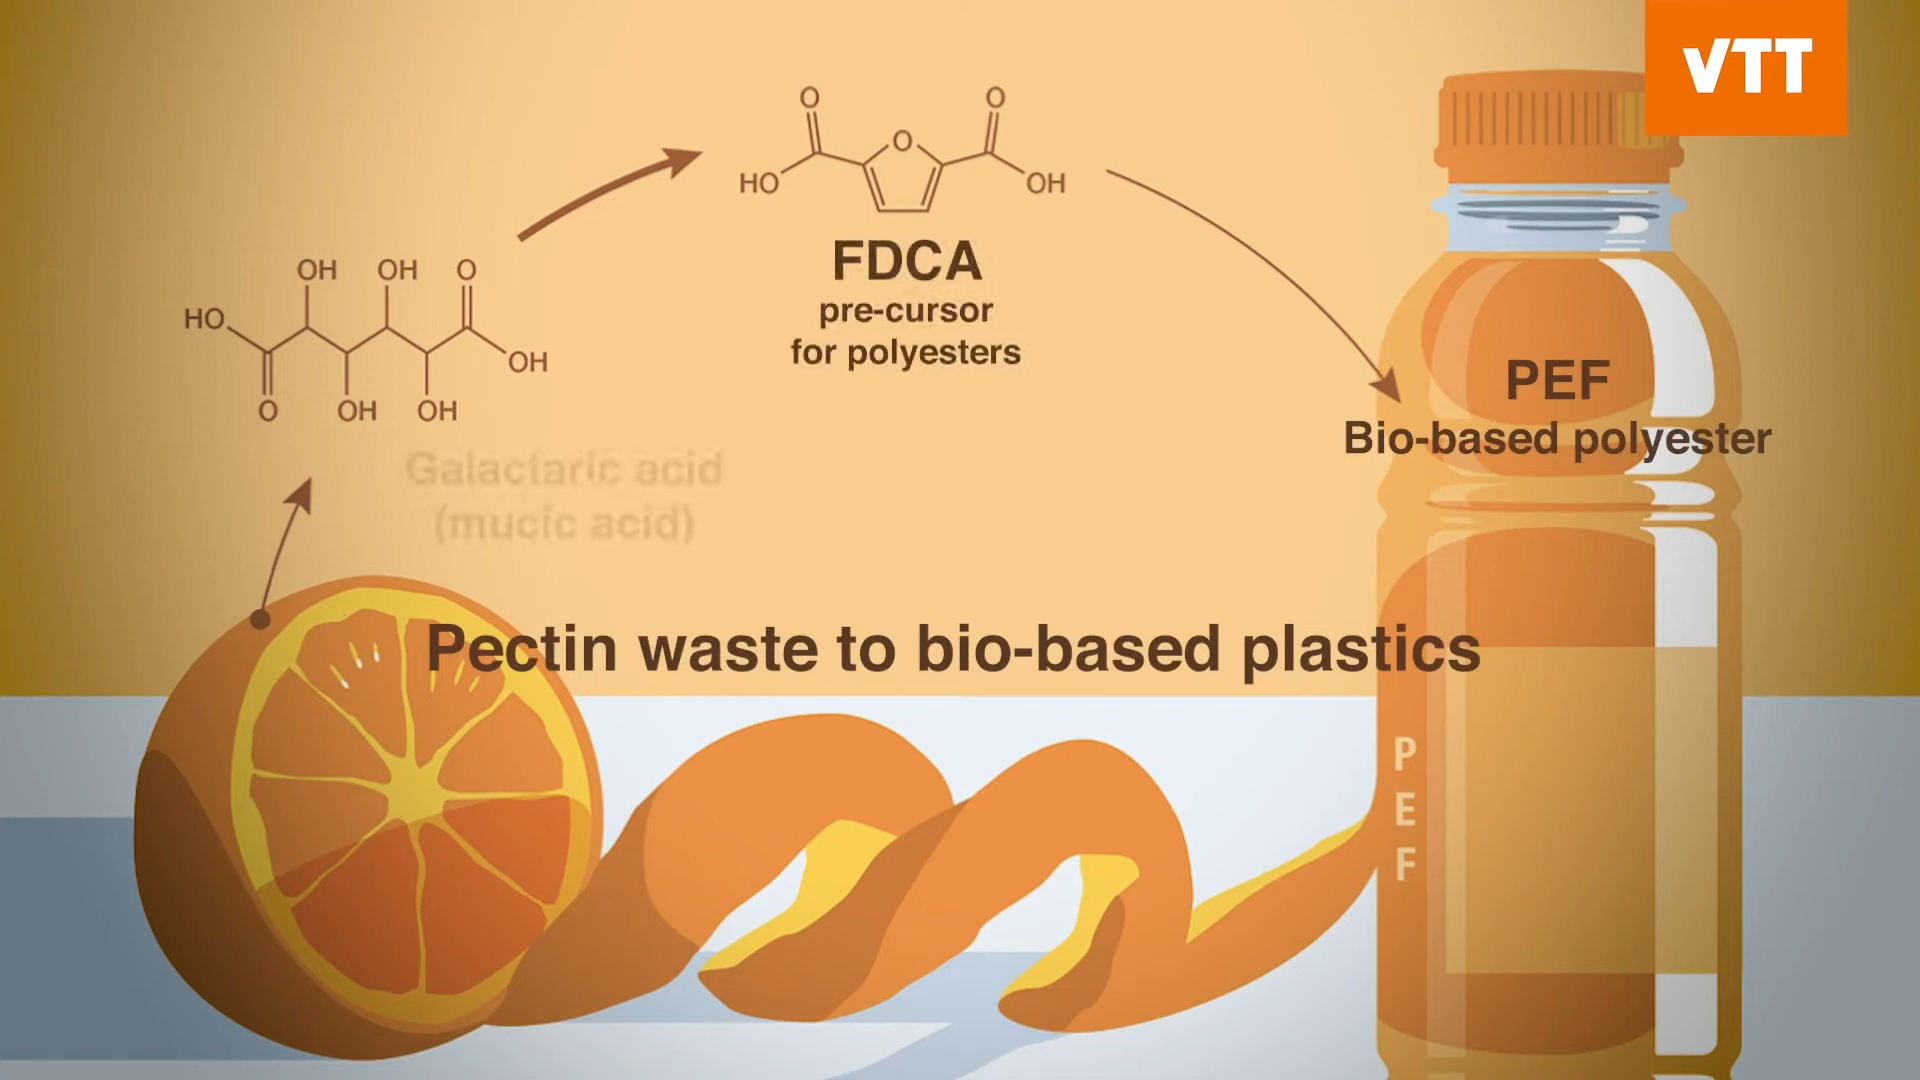 VTT
O
O
O
HO
OH
FDCA
pre-cursor
for polyesters
OH
OH
O
HO
OH
O
OH
OH
Galactaric acid
(mucic acid)
PEF
Bio-based polyester
Pectin waste to bio-based plastics
P
E
F